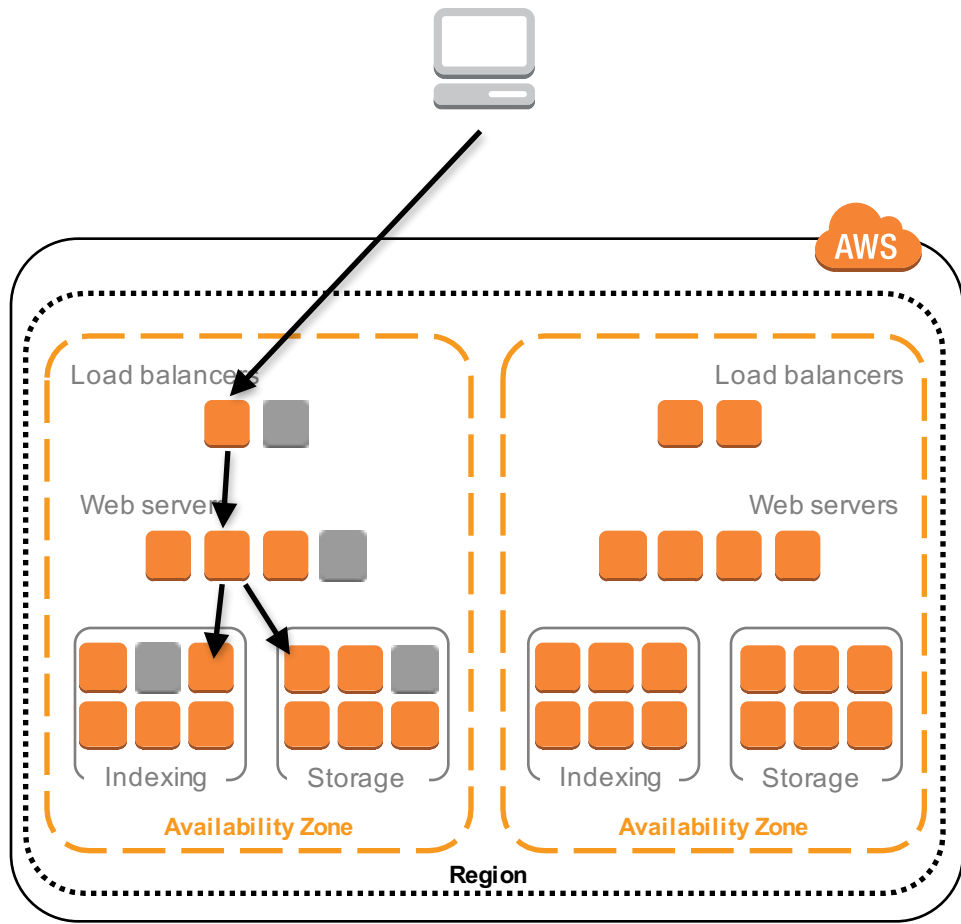 AWS
Load balancers
Load balancers
Web servers
Web servers
Indexing
Storage
Indexing
Storage
Availability Zone
Availability Zone
Region